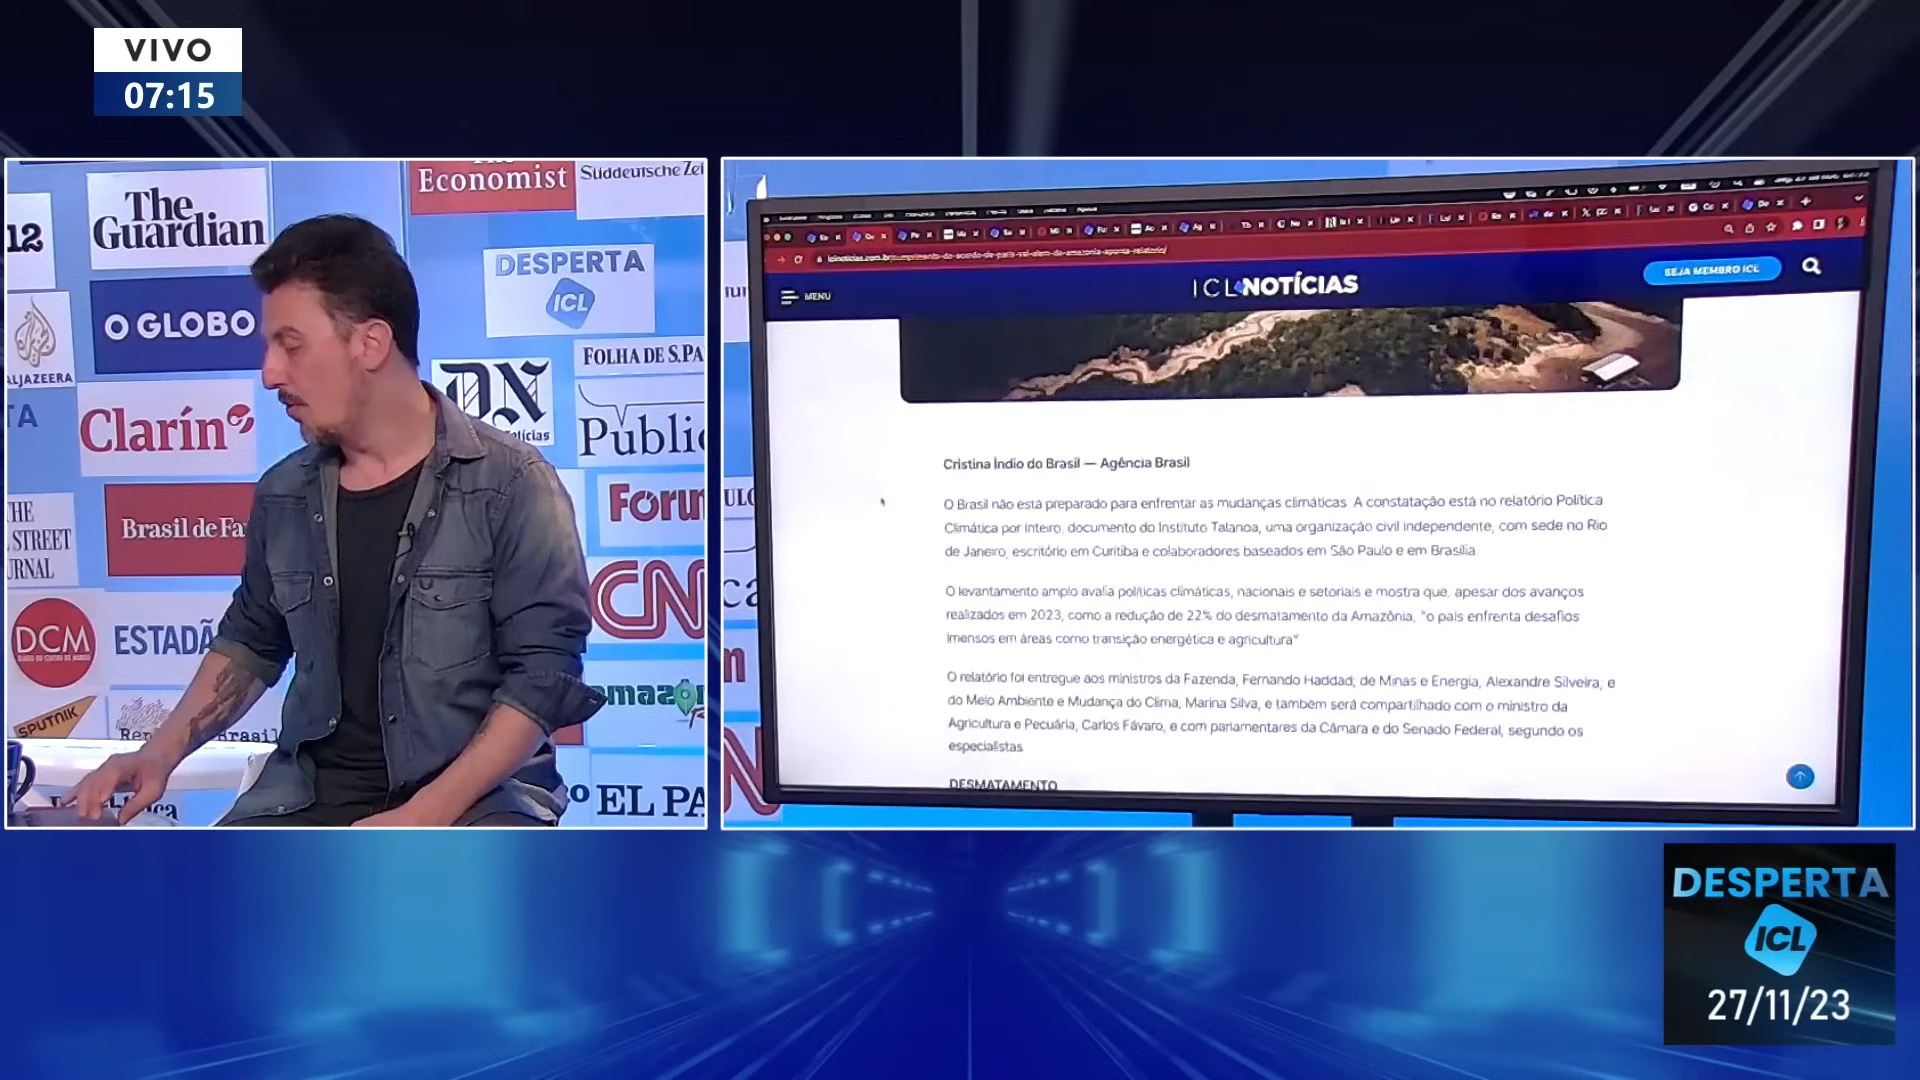 VIVO
07:15
The
Guardian
Economist
Süddeutsche Zei
12
DESPERTA
ICL
O GLOBO
ALJAZEERA
FOLHA DE S.PA
DN
Clarín
Públic
THE
STREET
URNAL
Brasil de Fa
Foru
CN
DCM
ESTADÃ
SPUTNIK
amazon
EL PA
MENU
ICL NOTÍCIAS
SEJA MEMBRO ICL
Cristina Índio do Brasil — Agência Brasil
O Brasil não está preparado para enfrentar as mudanças climáticas. A constatação está no relatório Política
Climática por Inteiro, documento do Instituto Talanoa, uma organização civil independente, com sede no Rio
de Janeiro, escritório em Curitiba e colaboradores baseados em São Paulo e em Brasília.
O levantamento amplo avalia políticas climáticas, nacionais e setoriais e mostra que, apesar dos avanços
realizados em 2023, como a redução de 22% do desmatamento da Amazônia, "o país enfrenta desafios
imensos em áreas como transição energética e agricultura"
O relatório foi entregue aos ministros da Fazenda, Fernando Haddad; de Minas e Energia, Alexandre Silveira; e
do Meio Ambiente e Mudança do Clima, Marina Silva, e também será compartilhado com o ministro da
Agricultura e Pecuária, Carlos Fávaro, e com parlamentares da Câmara e do Senado Federal, segundo os
especialistas.
DESMATAMENTO
DESPERTA
ICL
27/11/23